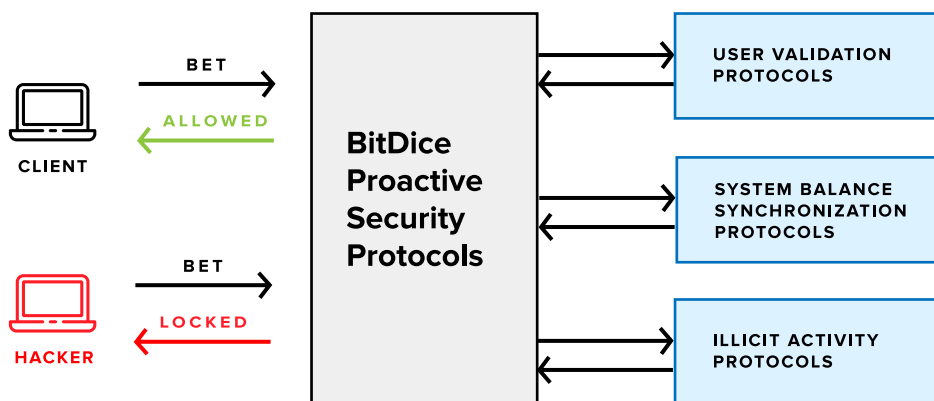 BET
ALLOWED
CLIENT
BET
LOCKED
HACKER
BitDice
Proactive
Security
Protocols
USER VALIDATION
PROTOCOLS
SYSTEM BALANCE
SYNCHRONIZATION
PROTOCOLS
ILLICIT ACTIVITY
PROTOCOLS